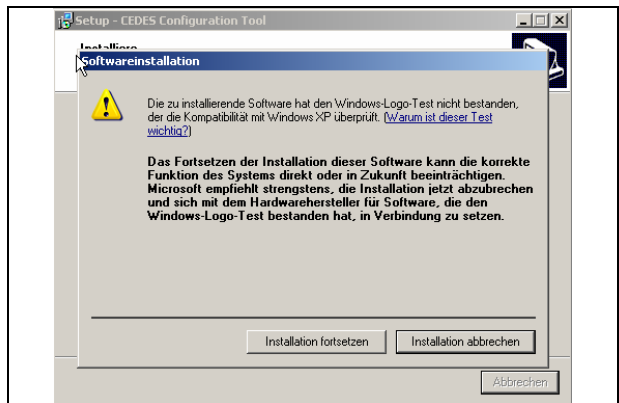 Setup - CEDES Configuration Tool
Softwareinstallation
Die zu installierende Software hat den Windows-Logo-Test nicht bestanden,
der die Kompatibilität mit Windows XP überprüft. (Warum ist dieser Test
wichtig?)
Das Fortsetzen der Installation dieser Software kann die korrekte
Funktion des Systems direkt oder in Zukunft beeinträchtigen.
Microsoft empfiehlt strengstens, die Installation jetzt abzubrechen
und sich mit dem Hardwarehersteller für Software, die den
Windows-Logo-Test bestanden hat, in Verbindung zu setzen.
Installation fortsetzen
Installation abbrechen
Abbrechen